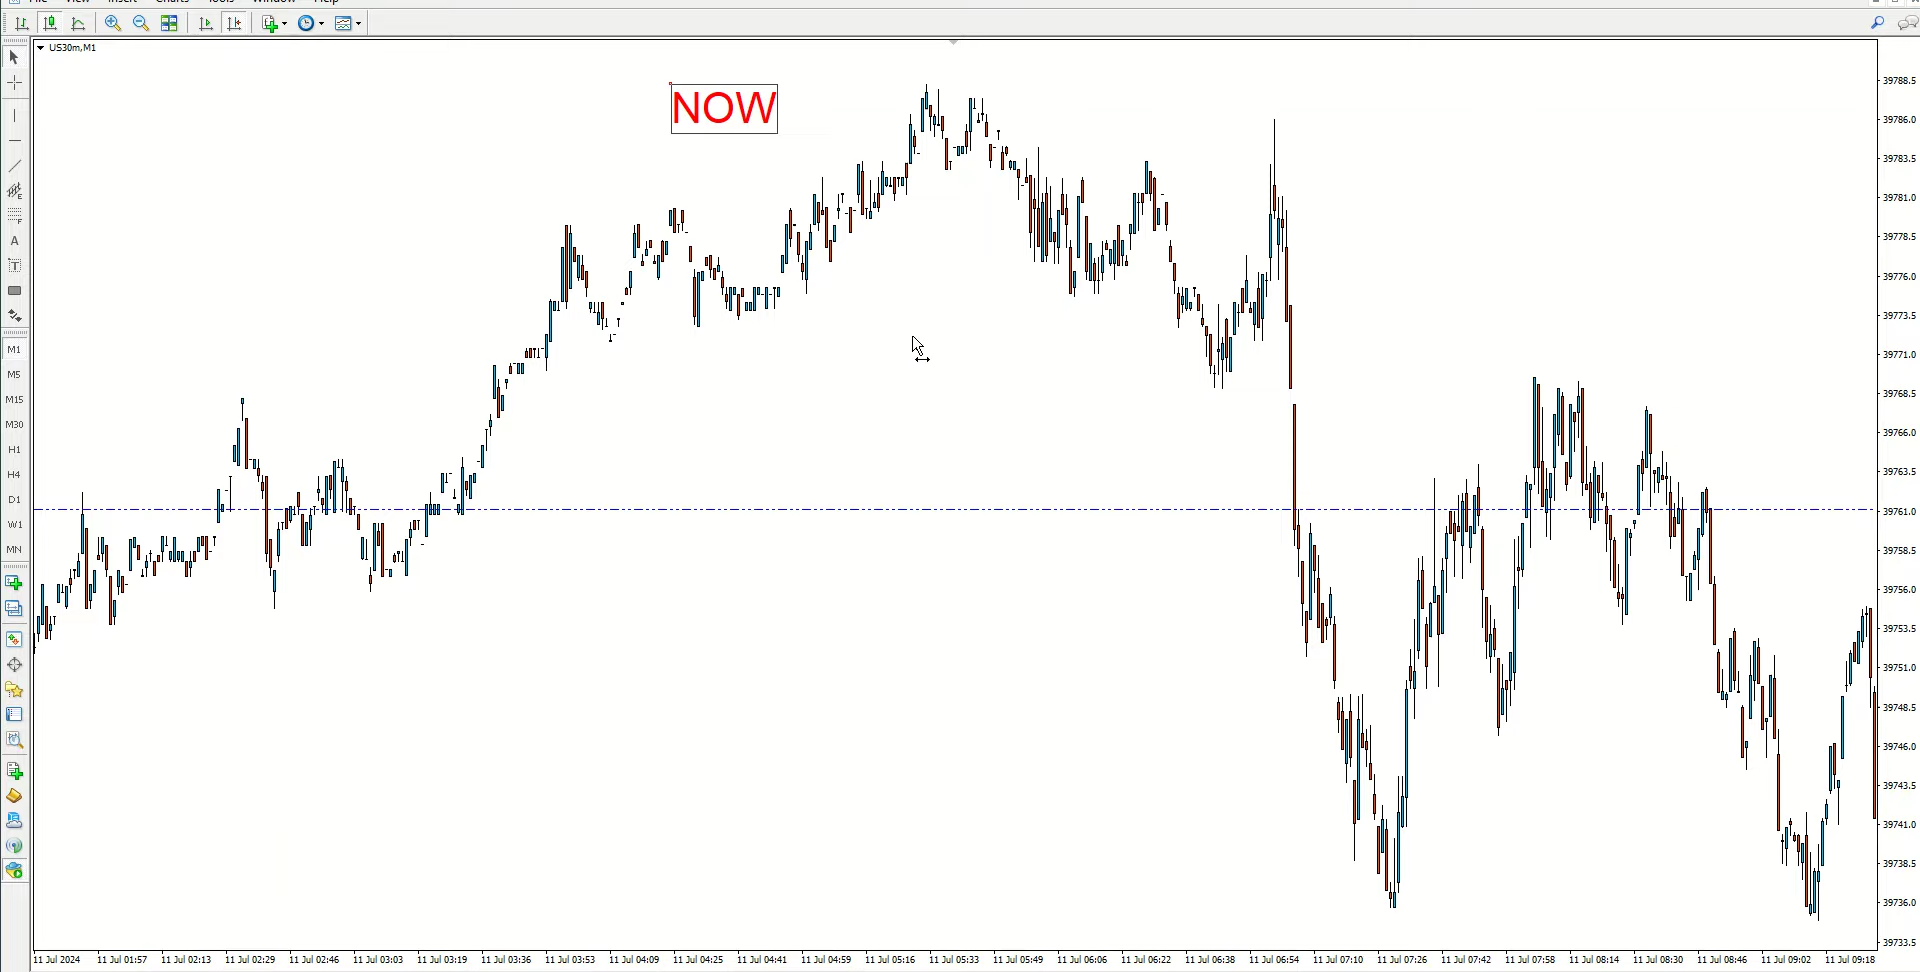 File View Insert Charts Tools Window Help
US30m,M1
NOW
E
F
A
T
M1
M5
M15
M30
H1
H4
D1
W1
MN
39788.5
39786.0
39783.5
39781.0
39778.5
39776.0
39773.5
39771.0
39768.5
39766.0
39763.5
39761.0
39758.5
39756.0
39753.5
39751.0
39748.5
39746.0
39743.5
39741.0
39738.5
39736.0
39733.5
11 Jul 2024 11 Jul 01:57 11 Jul 02:13 11 Jul 02:29 11 Jul 02:46 11 Jul 03:03 11 Jul 03:19 11 Jul 03:36 11 Jul 03:53 11 Jul 04:09 11 Jul 04:25 11 Jul 04:41 11 Jul 04:59 11 Jul 05:16 11 Jul 05:33 11 Jul 05:49 11 Jul 06:06 11 Jul 06:22 11 Jul 06:38 11 Jul 06:54 11 Jul 07:10 11 Jul 07:26 11 Jul 07:42 11 Jul 07:58 11 Jul 08:14 11 Jul 08:30 11 Jul 08:46 11 Jul 09:02 11 Jul 09:18